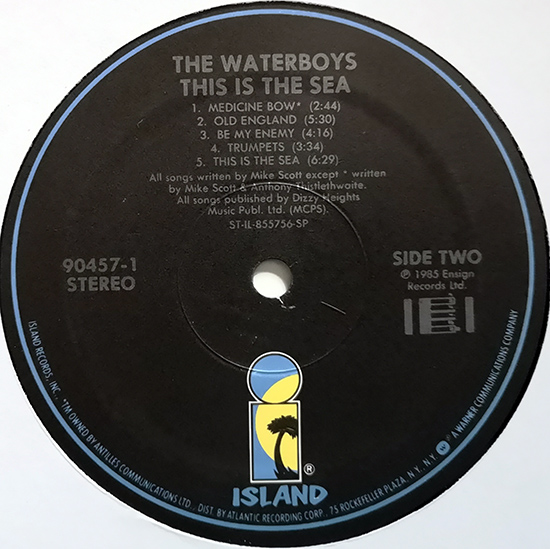 THE WATERBOYS
THIS IS THE SEA
1. MEDICINE BOW* (2:44)
2. OLD ENGLAND (5:30)
3. BE MY ENEMY (4:16)
4. TRUMPETS (3:34)
5. THIS IS THE SEA (6:29)
All songs written by Mike Scott except * written
by Mike Scott & Anthony Thistlethwaite.
All songs published by Dizzy Heights
Music Publ. Ltd. (MCPS).
ST-IL-855756-SP
90457-1
STEREO
SIDE TWO
℗ 1985 Ensign
Records Ltd.
®
ISLAND
ISLAND RECORDS, INC., *TM OWNED BY ANTILLES COMMUNICATIONS LTD., DIST. BY ATLANTIC RECORDING CORP., 75 ROCKEFELLER PLAZA, N.Y., N.Y. A WARNER COMMUNICATIONS COMPANY